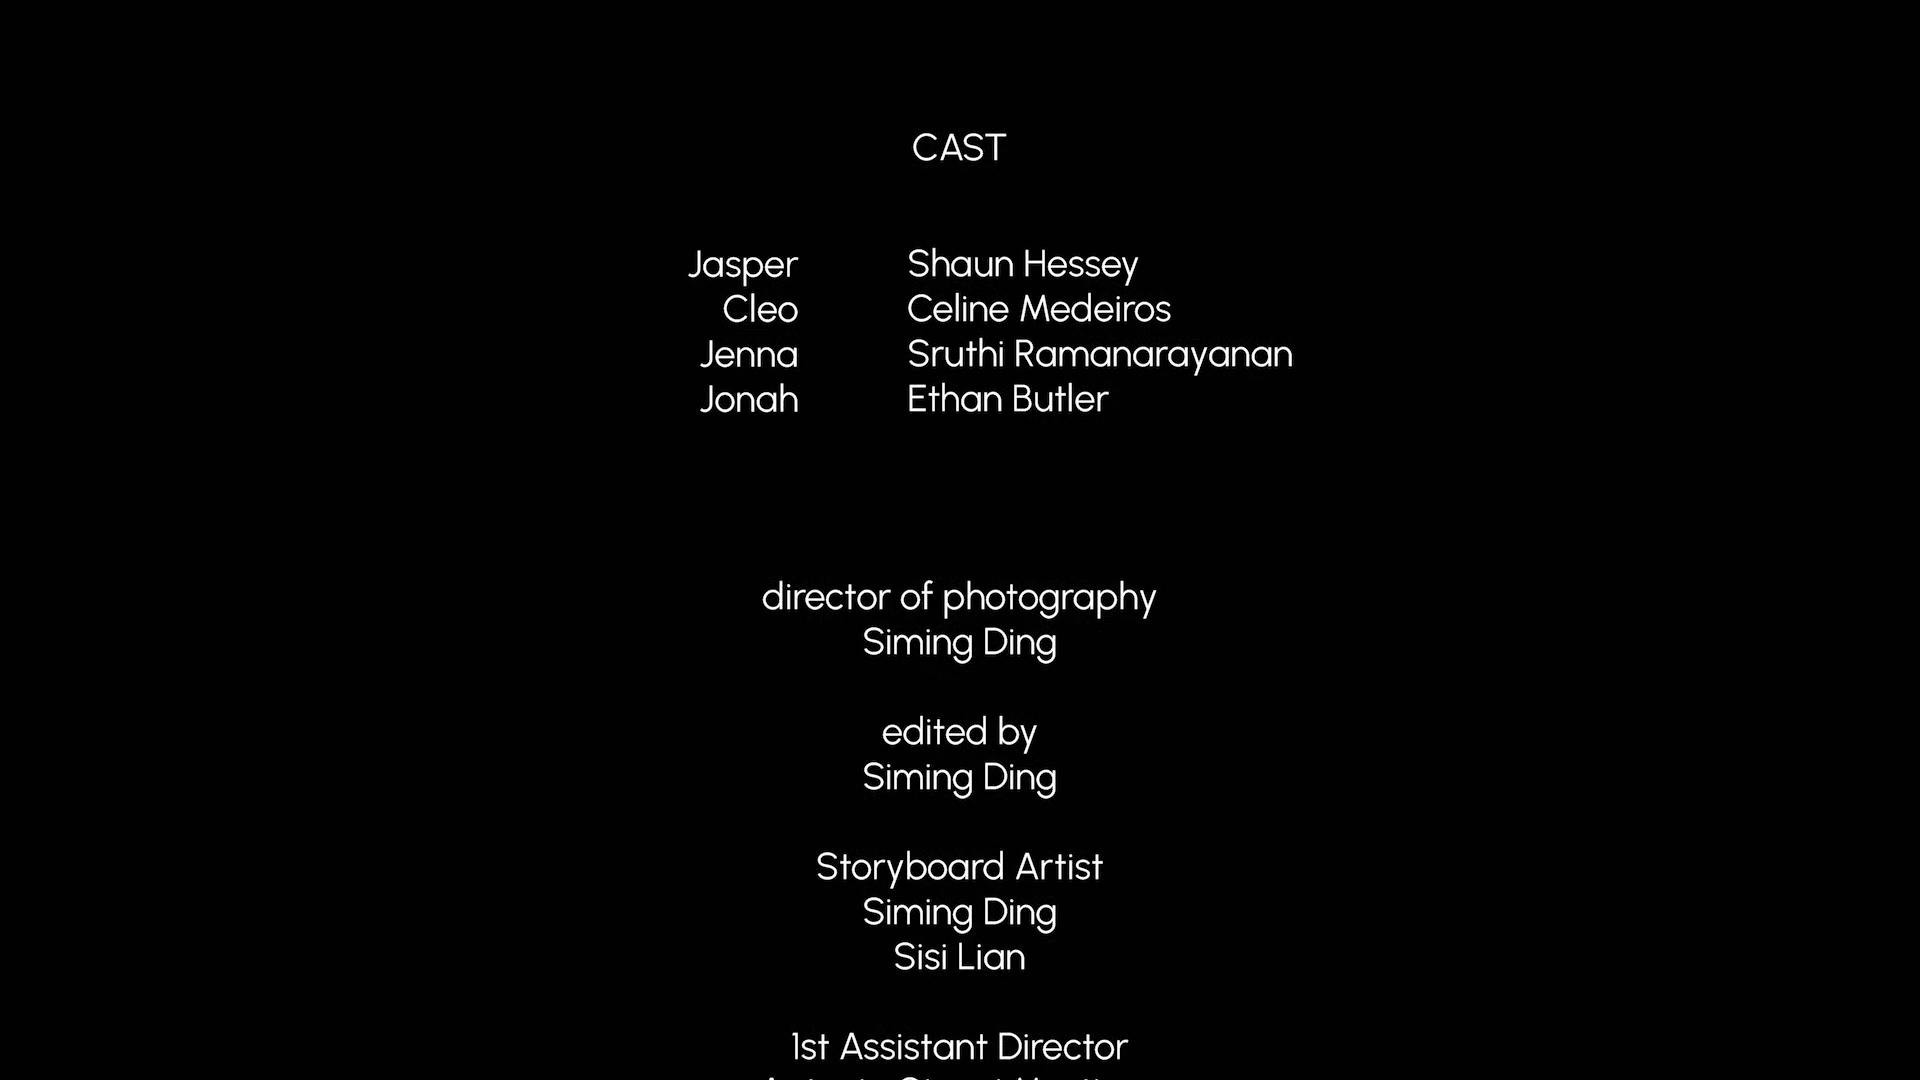 CAST
Jasper Shaun Hessey
Cleo Celine Medeiros
Jenna Sruthi Ramanarayanan
Jonah Ethan Butler
director of photography
Siming Ding
edited by
Siming Ding
Storyboard Artist
Siming Ding
Sisi Lian
1st Assistant Director